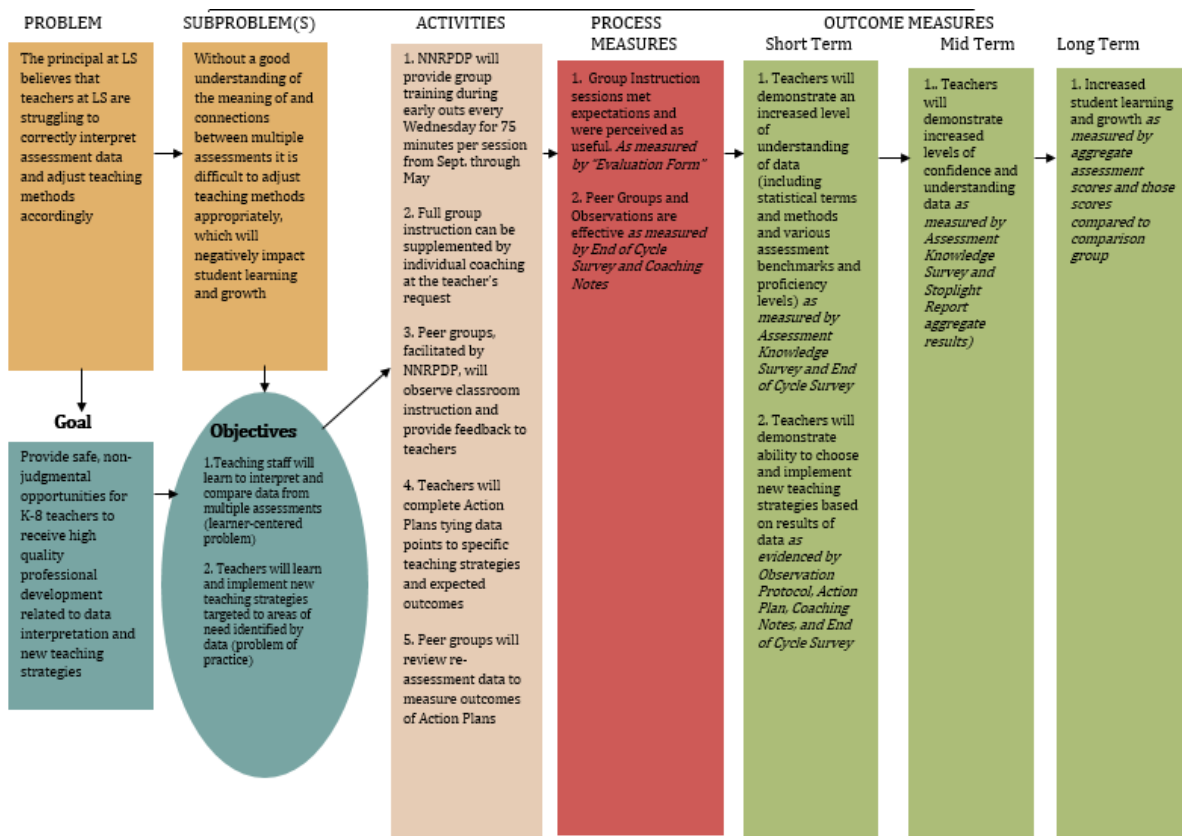 PROBLEM
SUBPROBLEM(S)
ACTIVITIES
PROCESS
MEASURES
OUTCOME MEASURES
Short Term
Mid Term
Long Term
The principal at LS
believes that
teachers at LS are
struggling to
correctly interpret
assessment data
and adjust teaching
methods
accordingly
Without a good
understanding of
the meaning of and
connections
between multiple
assessments it is
difficult to adjust
teaching methods
appropriately,
which will
negatively impact
student learning
and growth
Goal
Provide safe, non-
judgmental
opportunities for
K-8 teachers to
receive high
quality
professional
development
related to data
interpretation and
new teaching
strategies
Objectives
1.Teaching staff will
learn to interpret and
compare data from
multiple assessments
(learner-centered
problem)
2. Teachers will learn
and implement new
teaching strategies
targeted to areas of
need identified by
data (problem of
practice)
1. NNRPDP will
provide group
training during
early outs every
Wednesday for 75
minutes per session
from Sept. through
May
2. Full group
instruction can be
supplemented by
individual coaching
at the teacher's
request
3. Peer groups,
facilitated by
NNRPDP, will
observe classroom
instruction and
provide feedback to
teachers
4. Teachers will
complete Action
Plans tying data
points to specific
teaching strategies
and expected
outcomes
5. Peer groups will
review re-
assessment data to
measure outcomes
of Action Plans
1. Group Instruction
sessions met
expectations and
were perceived as
useful. As measured
by "Evaluation Form"
2. Peer Groups and
Observations are
effective as measured
by End of Cycle
Survey and Coaching
Notes
1. Teachers will
demonstrate an
increased level of
understanding of
data
(including
statistical terms
and methods
and various
assessment
benchmarks and
proficiency
levels) as
measured by
Assessment
Knowledge
Survey and End
of Cycle Survey
2. Teachers will
demonstrate
ability to choose
and implement
new teaching
strategies based
on results of
data as
evidenced by
Observation
Protocol, Action
Plan, Coaching
Notes, and End
of Cycle Survey
1.. Teachers
will
demonstrate
increased
levels of
confidence and
understanding
data as
measured by
Assessment
Knowledge
Survey and
Stoplight
Report
aggregate
results)
1. Increased
student learning
and growth as
measured by
aggregate
assessment
scores and those
scores
compared to
comparison
group